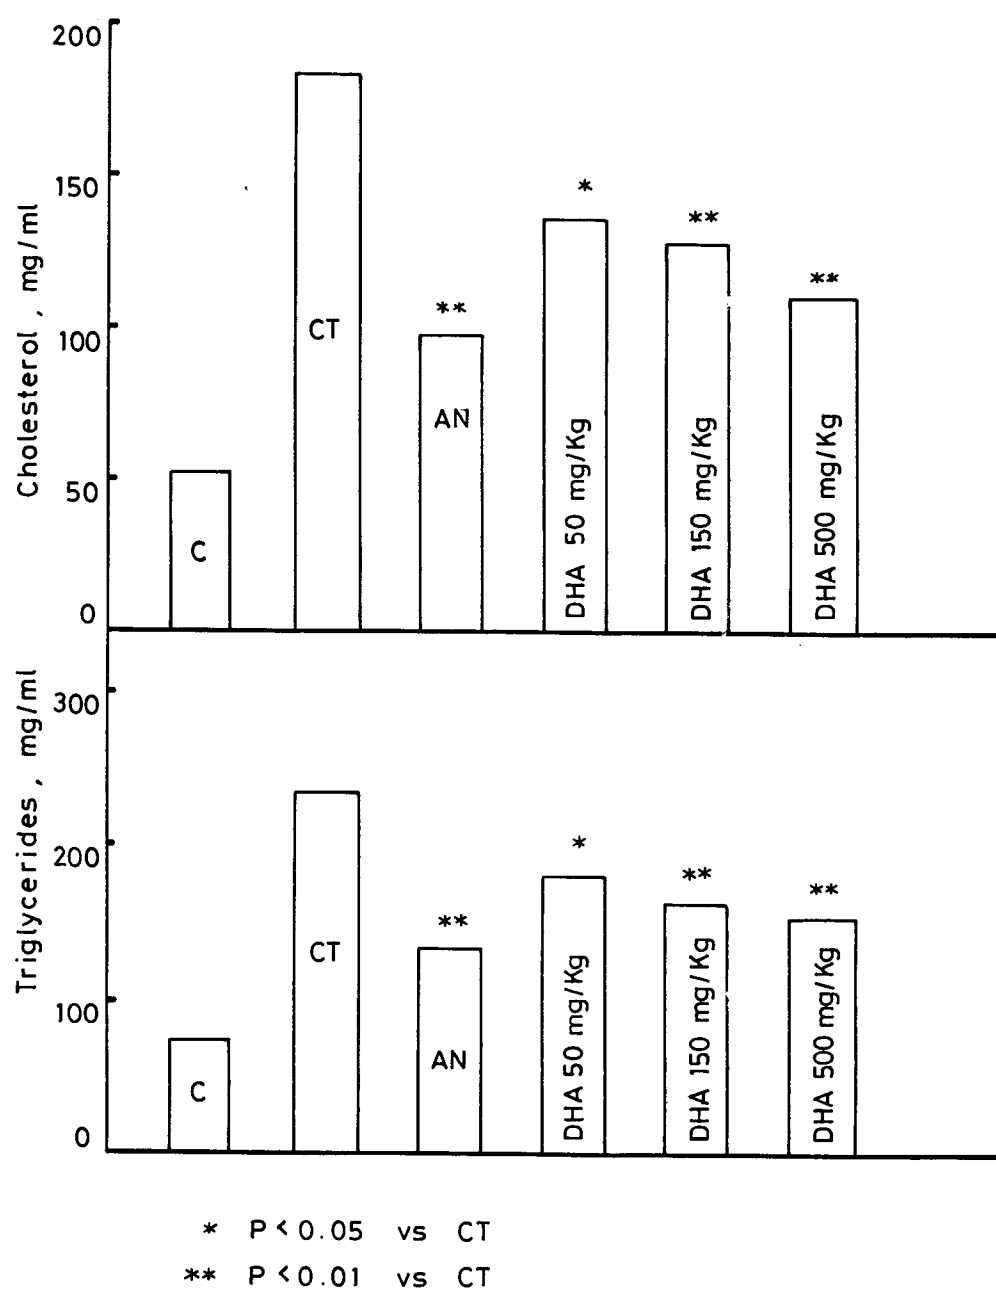 Cholesterol, mg/ml
200
150
100
50
0
C
CT
**
AN
*
DHA 50 mg/Kg
**
DHA 150 mg/Kg
**
DHA 500 mg/Kg
Triglycerides, mg/ml
300
200
100
0
C
CT
**
AN
*
DHA 50 mg/Kg
**
DHA 150 mg/Kg
**
DHA 500 mg/Kg
* P<0.05 vs CT
** P<0.01 vs CT